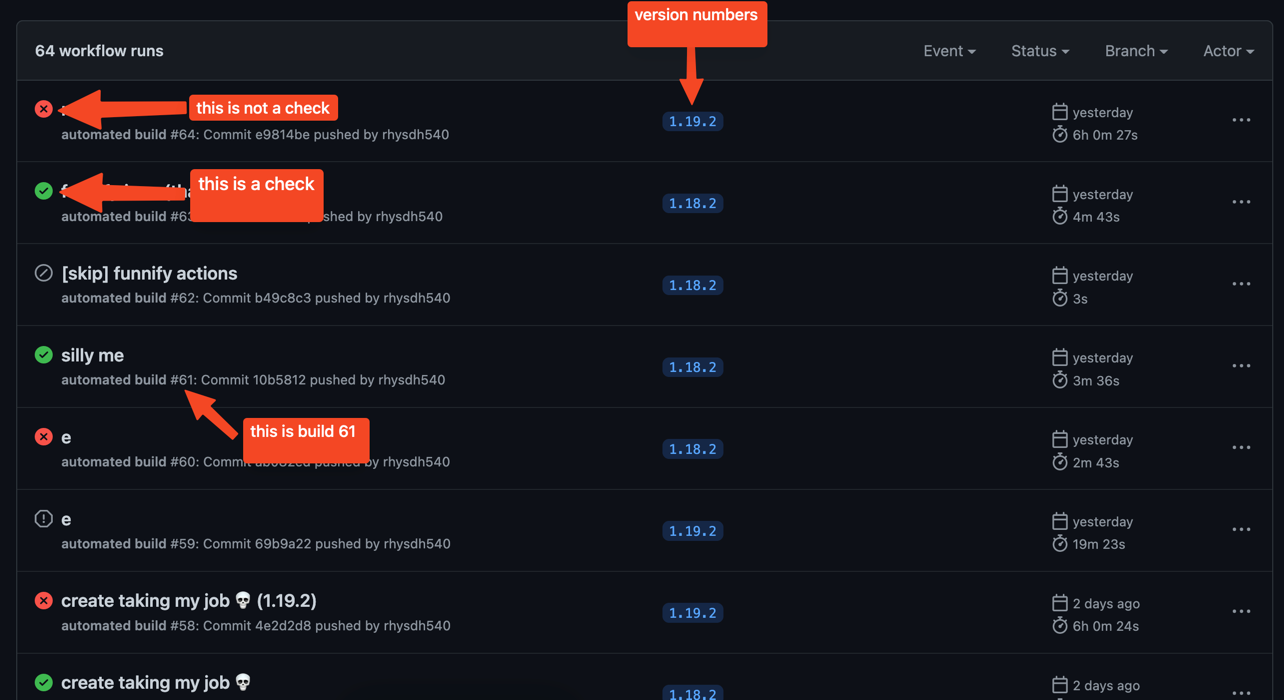 version numbers
64 workflow runs
Event
Status
Branch
Actor
this is not a check
automated build #64: Commit e9814be pushed by rhysdh540
1.19.2
yesterday
6h 0m 27s
this is a check
automated build #63
pushed by rhysdh540
1.18.2
yesterday
4m 43s
[skip] funnify actions
automated build #62: Commit b49c8c3 pushed by rhysdh540
1.18.2
yesterday
3s
silly me
automated build #61: Commit 10b5812 pushed by rhysdh540
1.18.2
yesterday
3m 36s
this is build 61
e
automated build #60: Commit pushed by rhysdh540
1.18.2
yesterday
2m 43s
e
automated build #59: Commit 69b9a22 pushed by rhysdh540
1.19.2
yesterday
19m 23s
create taking my job 💀 (1.19.2)
automated build #58: Commit 4e2d2d8 pushed by rhysdh540
1.19.2
2 days ago
6h 0m 24s
create taking my job 💀
1.18.2
2 days ago